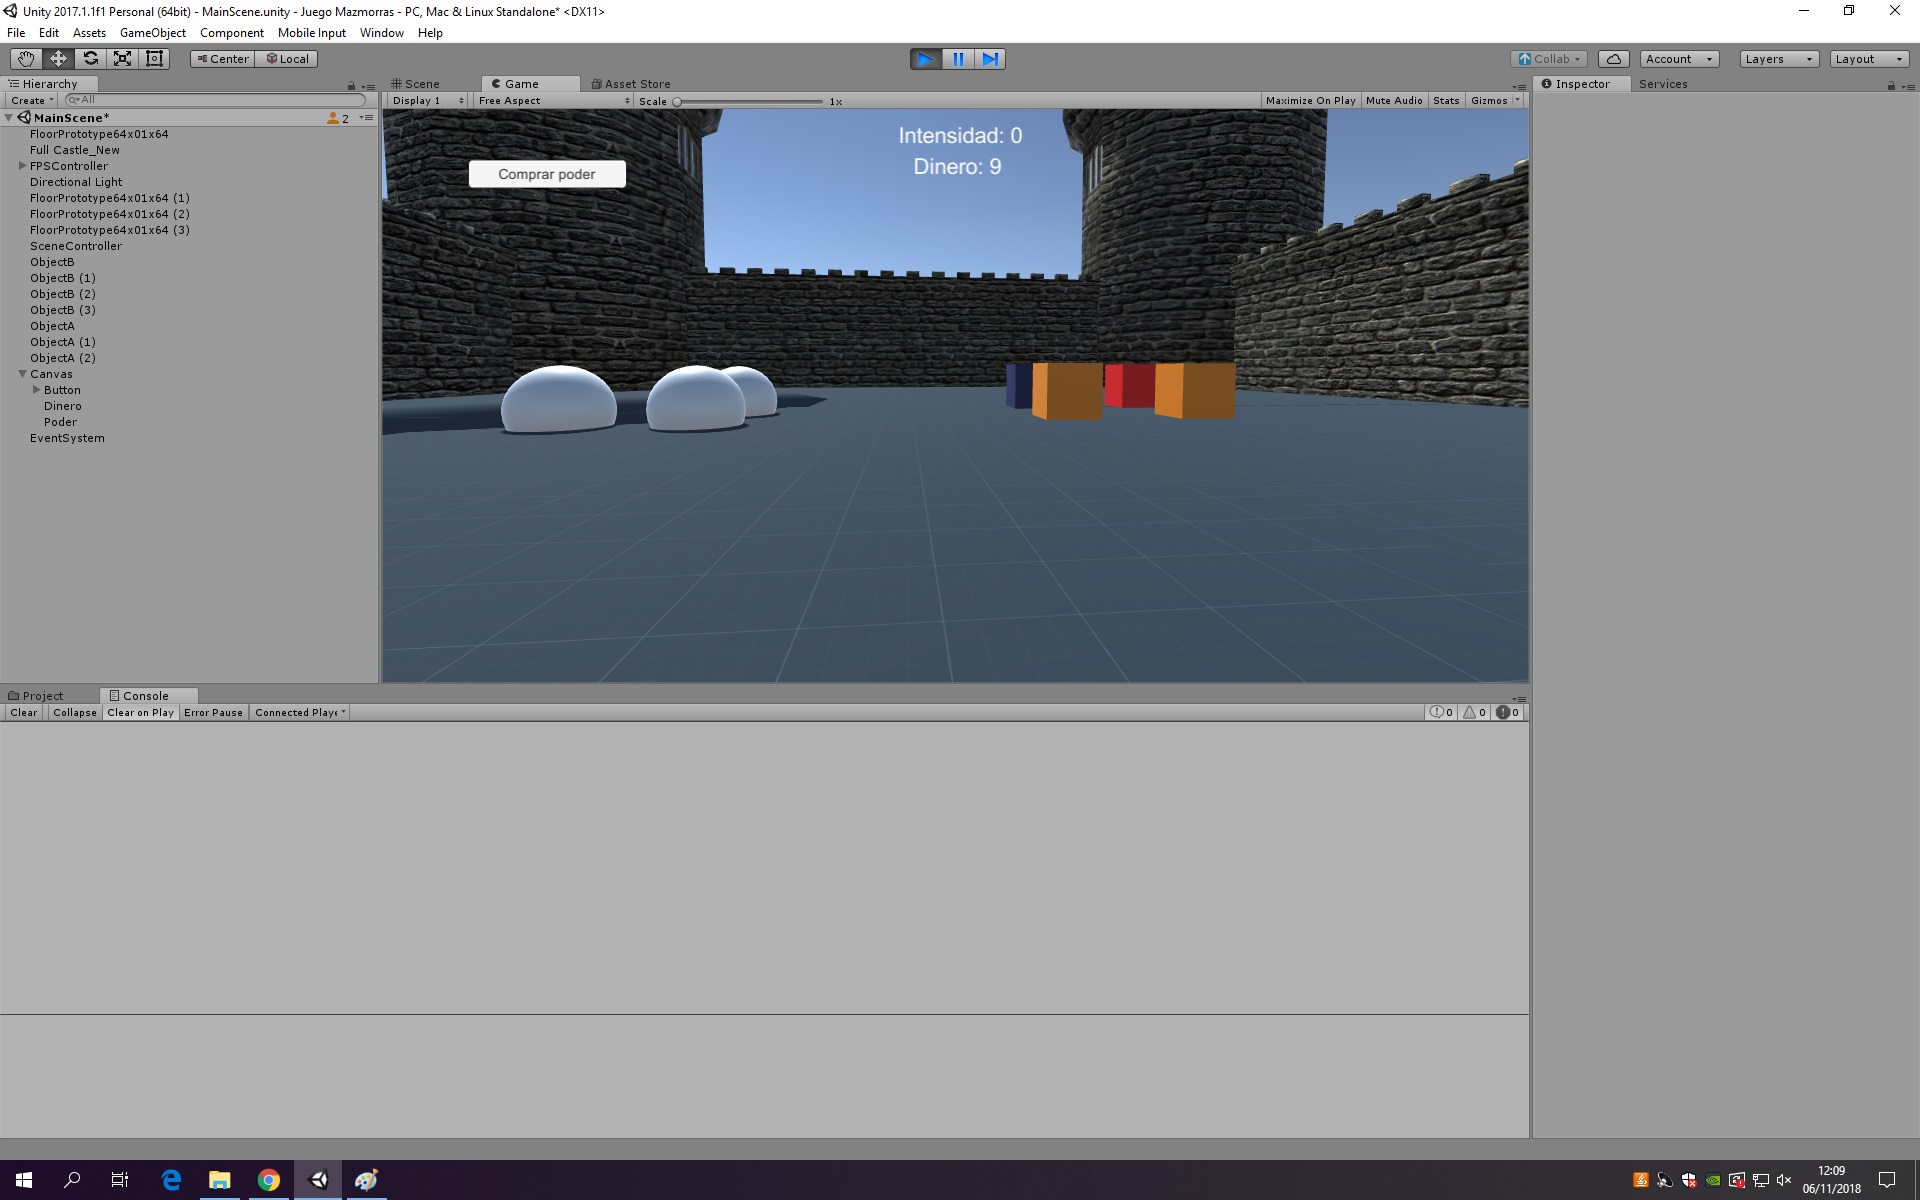 Unity 2017.1.1f1 Personal (64bit) - MainScene.unity - Juego Mazmorras - PC, Mac & Linux Standalone* <DX11>
File Edit Assets GameObject Component Mobile Input Window Help
Center Local Collab Account Layers Layout
Hierarchy
Create All
MainScene* 2
FloorPrototype64x01x64
Full Castle_New
FPSController
Directional Light
FloorPrototype64x01x64 (1)
FloorPrototype64x01x64 (2)
FloorPrototype64x01x64 (3)
SceneController
ObjectB
ObjectB (1)
ObjectB (2)
ObjectB (3)
ObjectA
ObjectA (1)
ObjectA (2)
Canvas
Button
Dinero
Poder
EventSystem
Scene Game Asset Store
Display 1 Free Aspect Scale 1x Maximize On Play Mute Audio Stats Gizmos
Intensidad: 0
Dinero: 9
Comprar poder
Inspector Services
Project Console
Clear Collapse Clear on Play Error Pause Connected Playe 0 0 0
12:09
06/11/2018